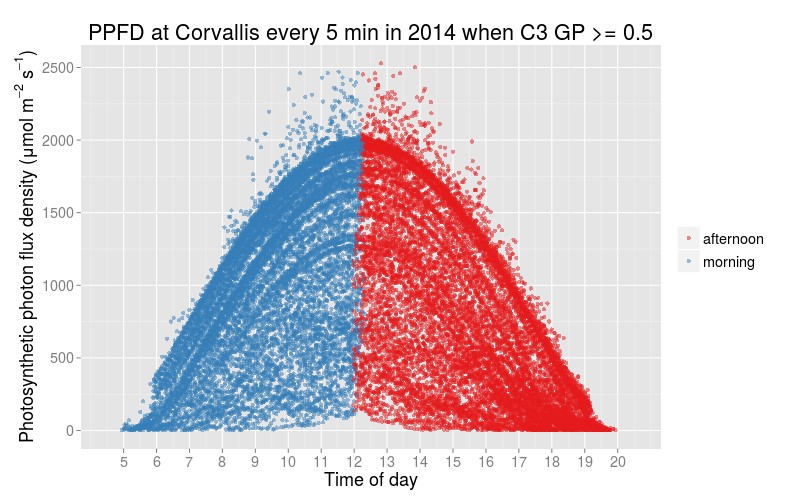 PPFD at Corvallis every 5 min in 2014 when C3 GP >= 0.5
Photosynthetic photon flux density (μmol m⁻² s⁻¹)
2500
2000
1500
1000
500
0
5 6 7 8 9 10 11 12 13 14 15 16 17 18 19 20
Time of day
afternoon
morning